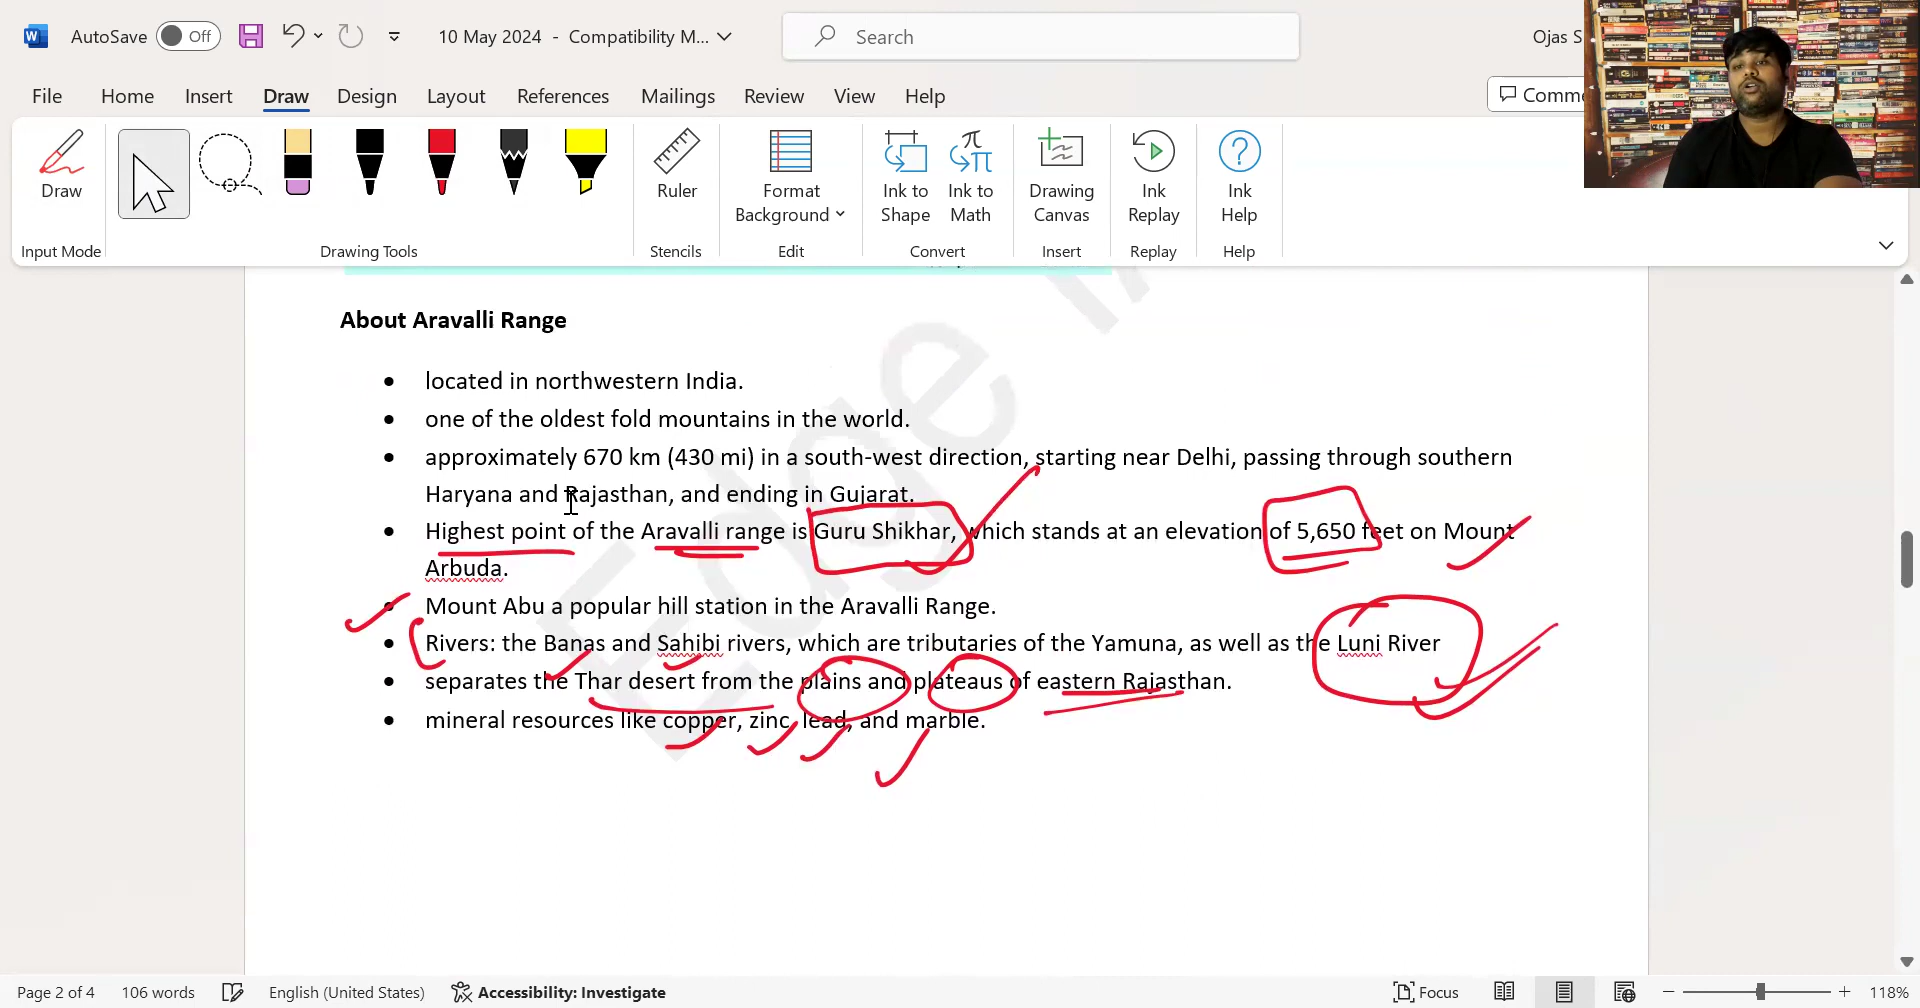 AutoSave Off 10 May 2024 - Compatibility M... Search Ojas S
File Home Insert Draw Design Layout References Mailings Review View Help Comme
Draw Ruler Format Background Ink to Shape Ink to Math Drawing Canvas Ink Replay Ink Help
Input Mode Drawing Tools Stencils Edit Convert Insert Replay Help
About Aravalli Range
• located in northwestern India.
• one of the oldest fold mountains in the world.
• approximately 670 km (430 mi) in a south-west direction, starting near Delhi, passing through southern
Haryana and Rajasthan, and ending in Gujarat.
• Highest point of the Aravalli range is Guru Shikhar, which stands at an elevation of 5,650 feet on Mount
Arbuda.
• Mount Abu a popular hill station in the Aravalli Range.
• Rivers: the Banas and Sahibi rivers, which are tributaries of the Yamuna, as well as the Luni River
• separates the Thar desert from the plains and plateaus of eastern Rajasthan.
• mineral resources like copper, zinc, lead, and marble.
Edge
Page 2 of 4 106 words English (United States) Accessibility: Investigate Focus 118%